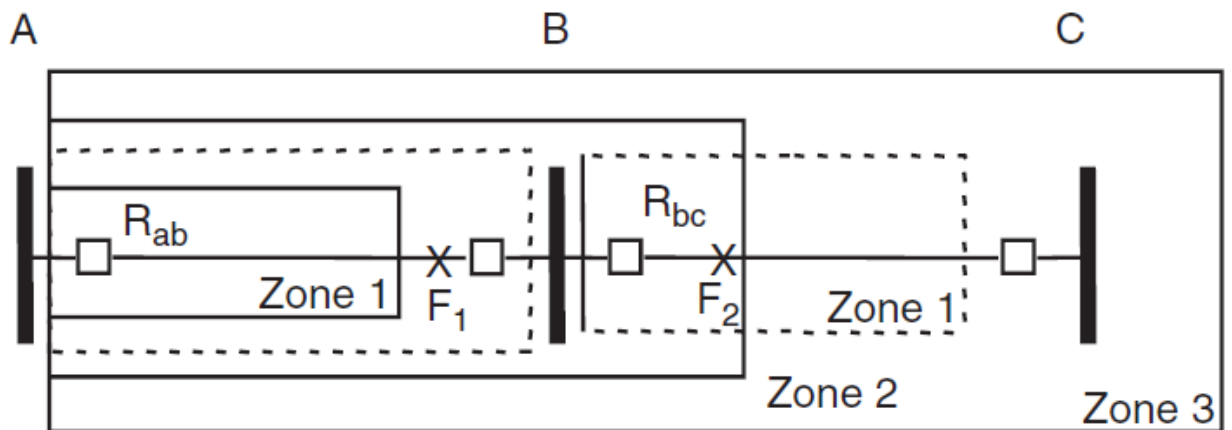 A
B
C
R_ab
R_bc
X
X
Zone 1
F_1
F_2
Zone 1
Zone 2
Zone 3